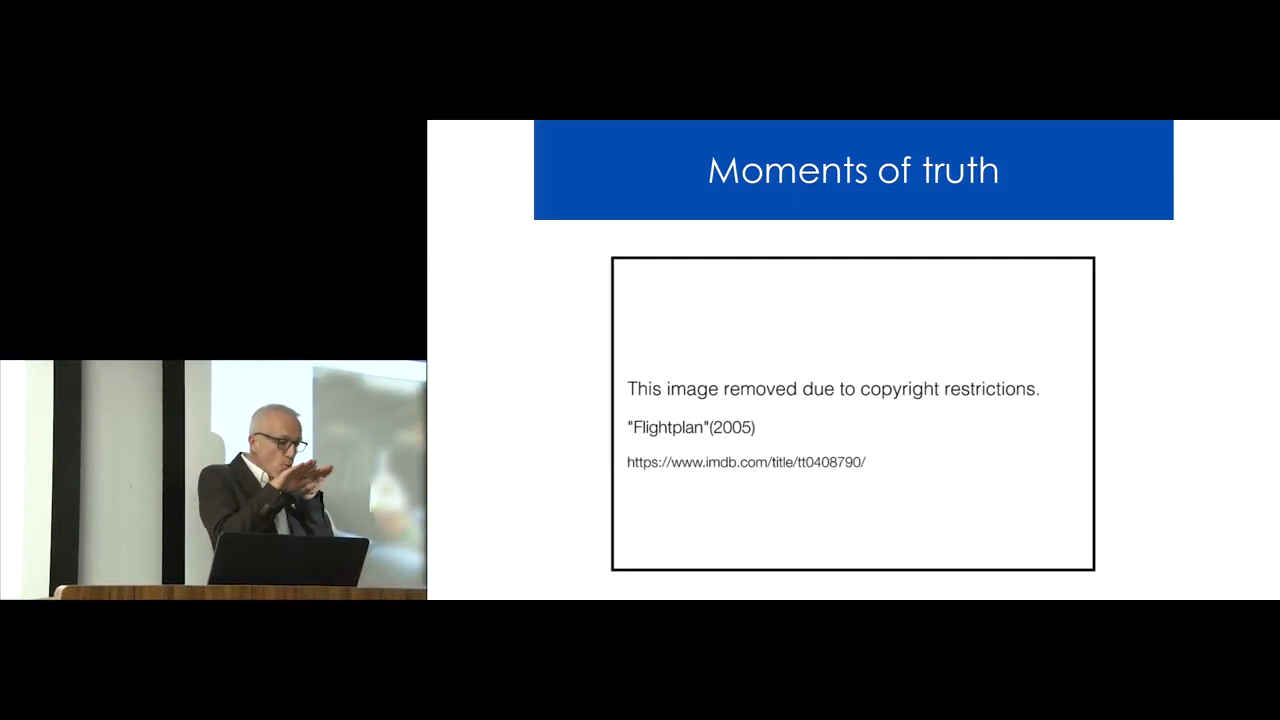 Moments of truth
This image removed due to copyright restrictions.
"Flightplan"(2005)
https://www.imdb.com/title/tt0408790/